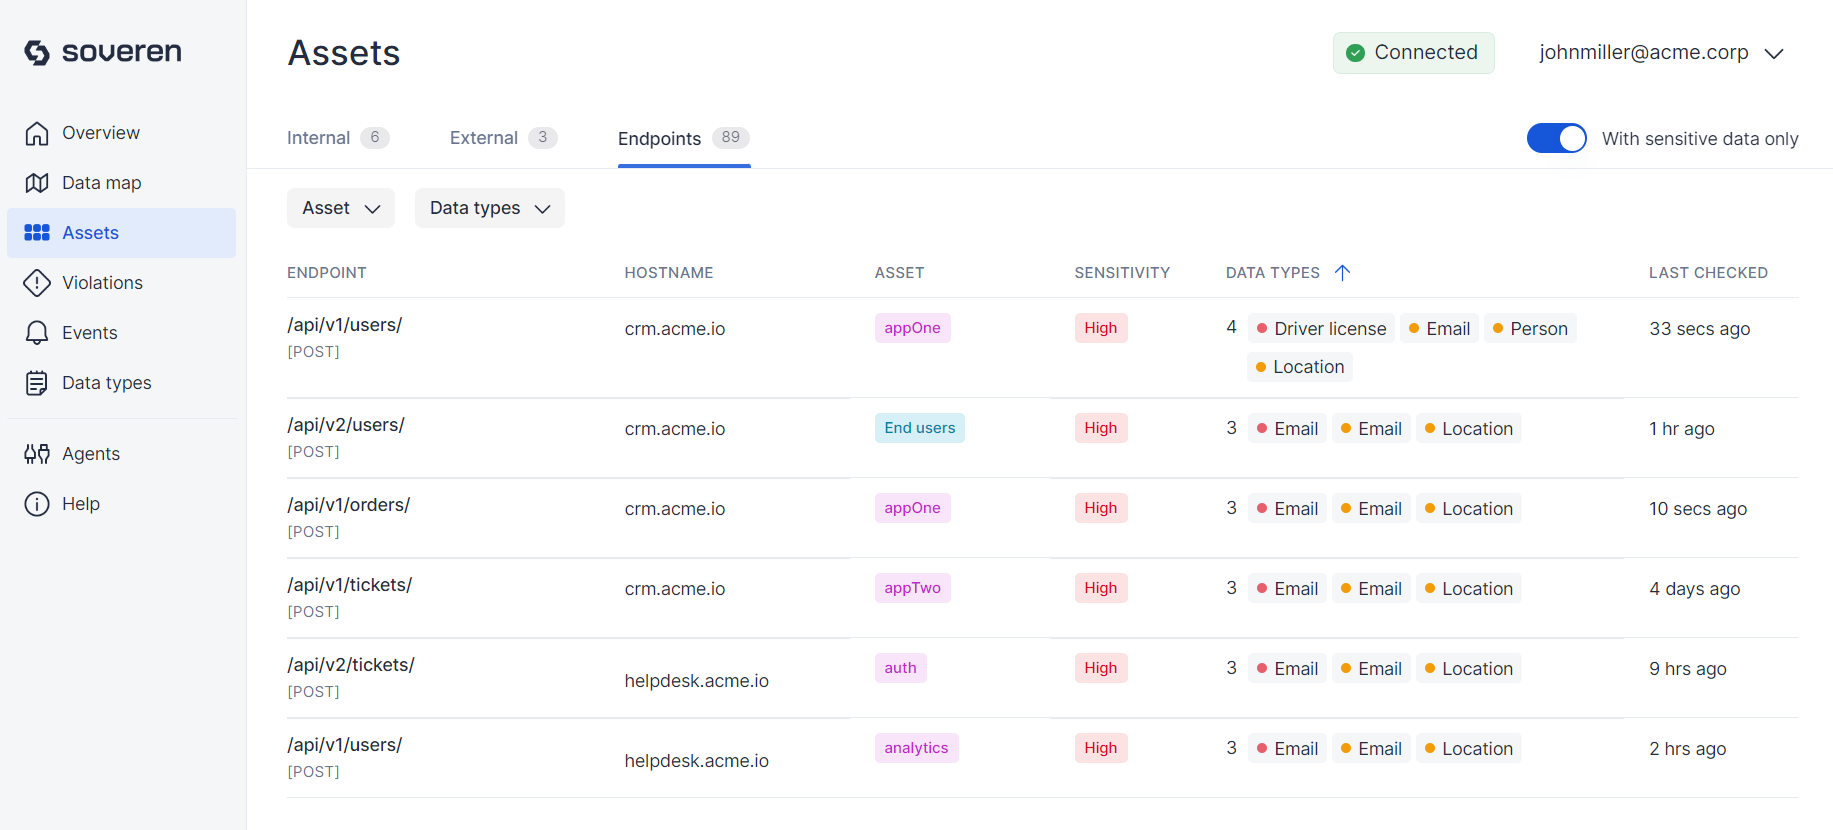 soveren
Overview
Data map
Assets
Violations
Events
Data types
Agents
Help
Assets
Connected
johnmiller@acme.corp
Internal 6
External 3
Endpoints 89
With sensitive data only
Asset
Data types
ENDPOINT HOSTNAME ASSET SENSITIVITY DATA TYPES LAST CHECKED
/api/v1/users/ crm.acme.io appOne High 4 Driver license Email Person 33 secs ago
[POST] Location
/api/v2/users/ crm.acme.io End users High 3 Email Email Location 1 hr ago
[POST]
/api/v1/orders/ crm.acme.io appOne High 3 Email Email Location 10 secs ago
[POST]
/api/v1/tickets/ crm.acme.io appTwo High 3 Email Email Location 4 days ago
[POST]
/api/v2/tickets/ helpdesk.acme.io auth High 3 Email Email Location 9 hrs ago
[POST]
/api/v1/users/ helpdesk.acme.io analytics High 3 Email Email Location 2 hrs ago
[POST]